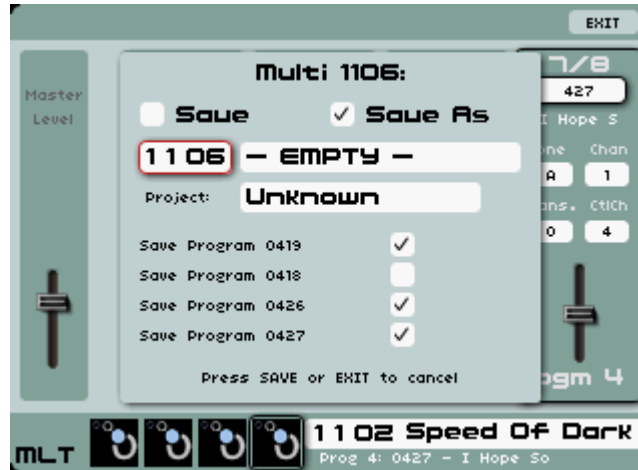 EXIT
Multi 1106:
Save
Save As
1106
- EMPTY -
Project:
Unknown
Save Program 0419
Save Program 0418
Save Program 0426
Save Program 0427
Press SAVE or EXIT to cancel
Master
Level
7/8
427
I Hope S
Chan
A
1
CtlCh
0
4
4
MLT
1102 Speed Of Dark
Prog 4: 0427 - I Hope So